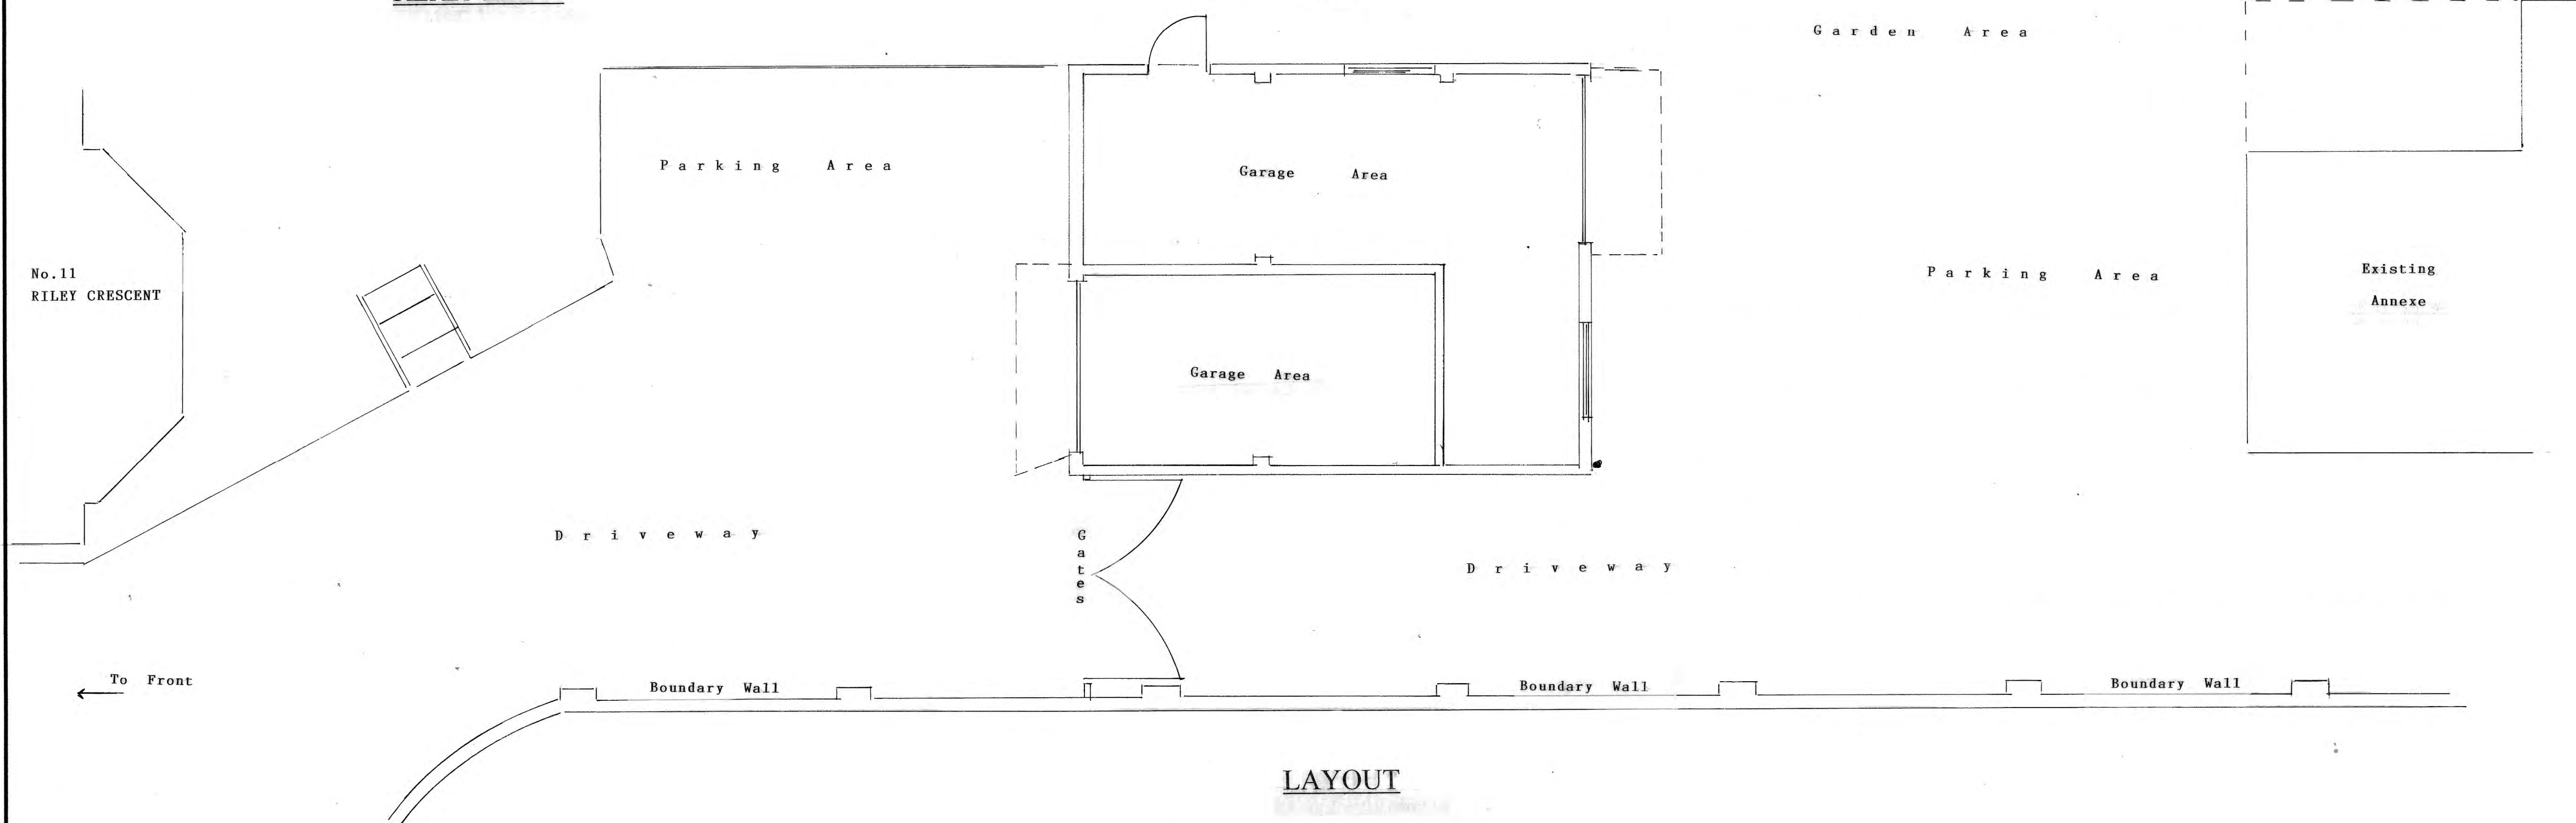 Garden Area
Parking Area
Garage Area
No.11
RILEY CRESCENT
Parking Area
Existing
Annexe
Garage Area
Driveway
Gates
Driveway
To Front
Boundary Wall
Boundary Wall
Boundary Wall
LAYOUT